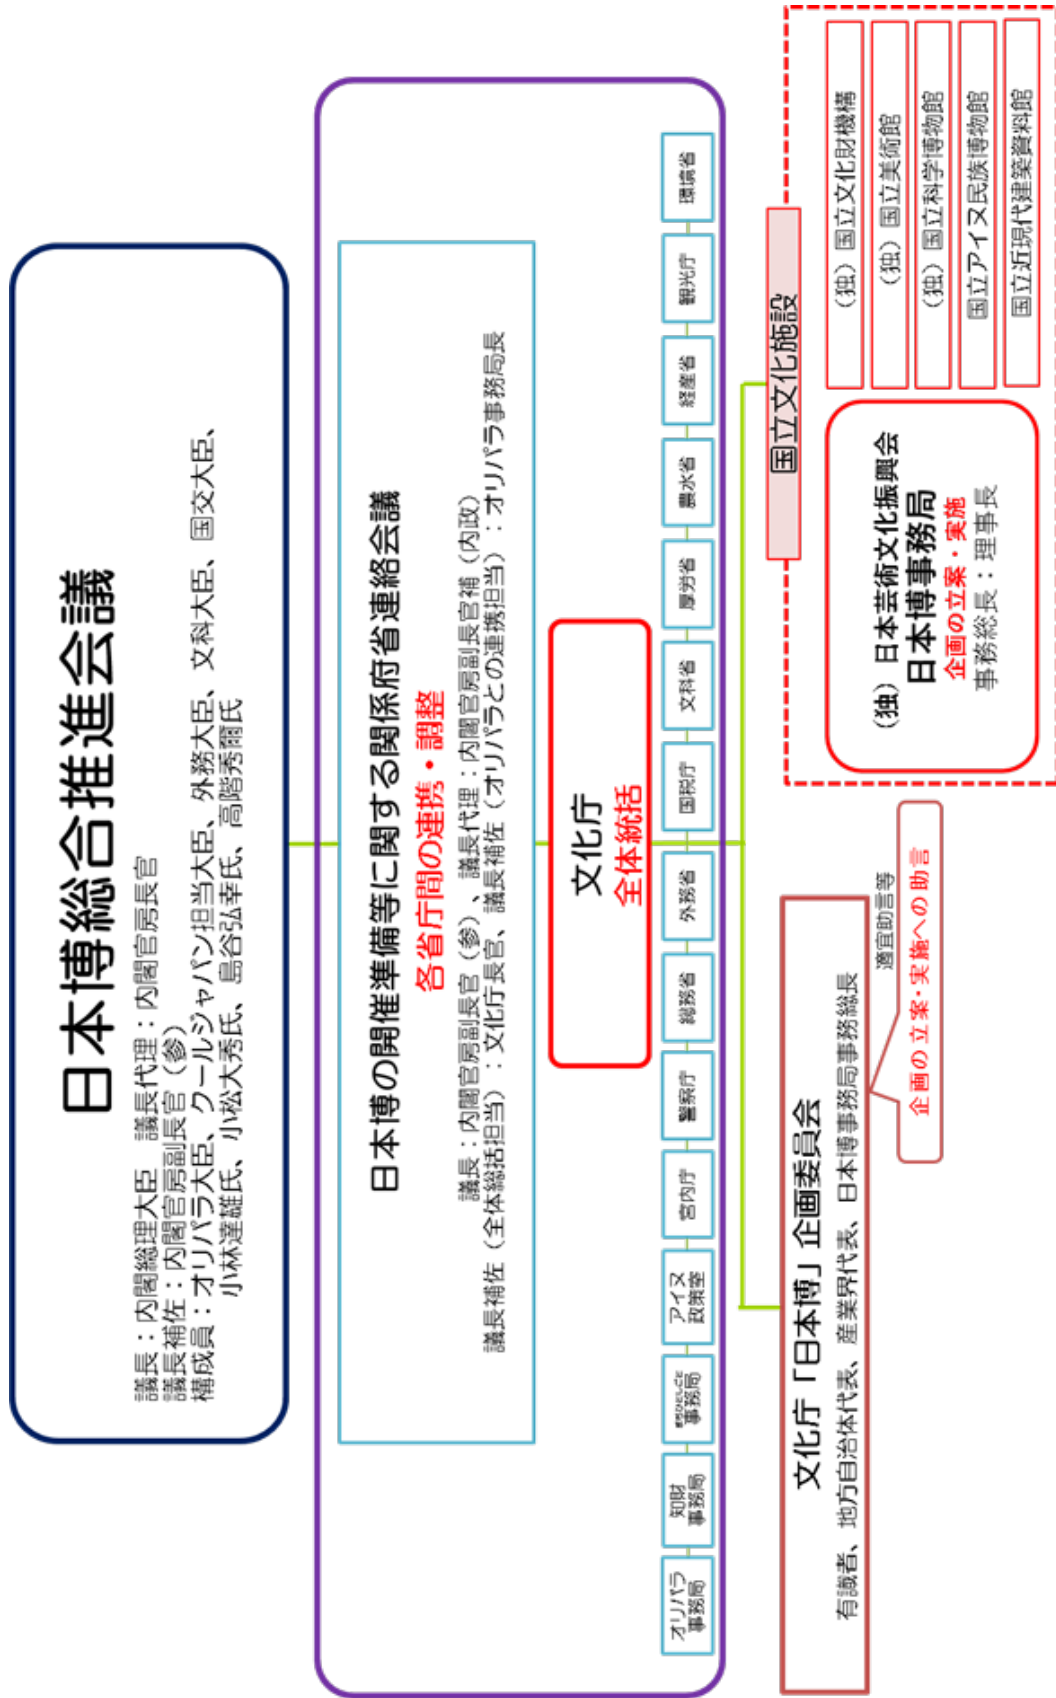 日本博総合推進会議
議長：内閣総理大臣　議長代理：内閣官房長官
議長補佐：内閣官房副長官（参）
構成員：オリパラ大臣、クールジャパン担当大臣、外務大臣、文科大臣、国交大臣、
小林達雄氏、小松大秀氏、島谷弘幸氏、高階秀爾氏
日本博の開催準備等に関する関係府省連絡会議
各省庁間の連携・調整
議長：内閣官房副長官（参）、議長代理：内閣官房副長官補（内政）
議長補佐（全体総括担当）：文化庁長官、議長補佐（オリパラとの連携担当）：オリパラ事務局長
文化庁
全体統括
オリパラ
事務局
知財
事務局
まちひとしごと
事務局
アイヌ
政策室
宮内庁
警察庁
総務省
外務省
国税庁
文科省
厚労省
農水省
経産省
観光庁
環境省
文化庁「日本博」企画委員会
有識者、地方自治体代表、産業界代表、日本博事務局事務総長
適宜助言等
企画の立案・実施への助言
国立文化施設
（独）日本芸術文化振興会
日本博事務局
企画の立案・実施
事務総長：理事長
（独）国立文化財機構
（独）国立美術館
（独）国立科学博物館
国立アイヌ民族博物館
国立近現代建築資料館